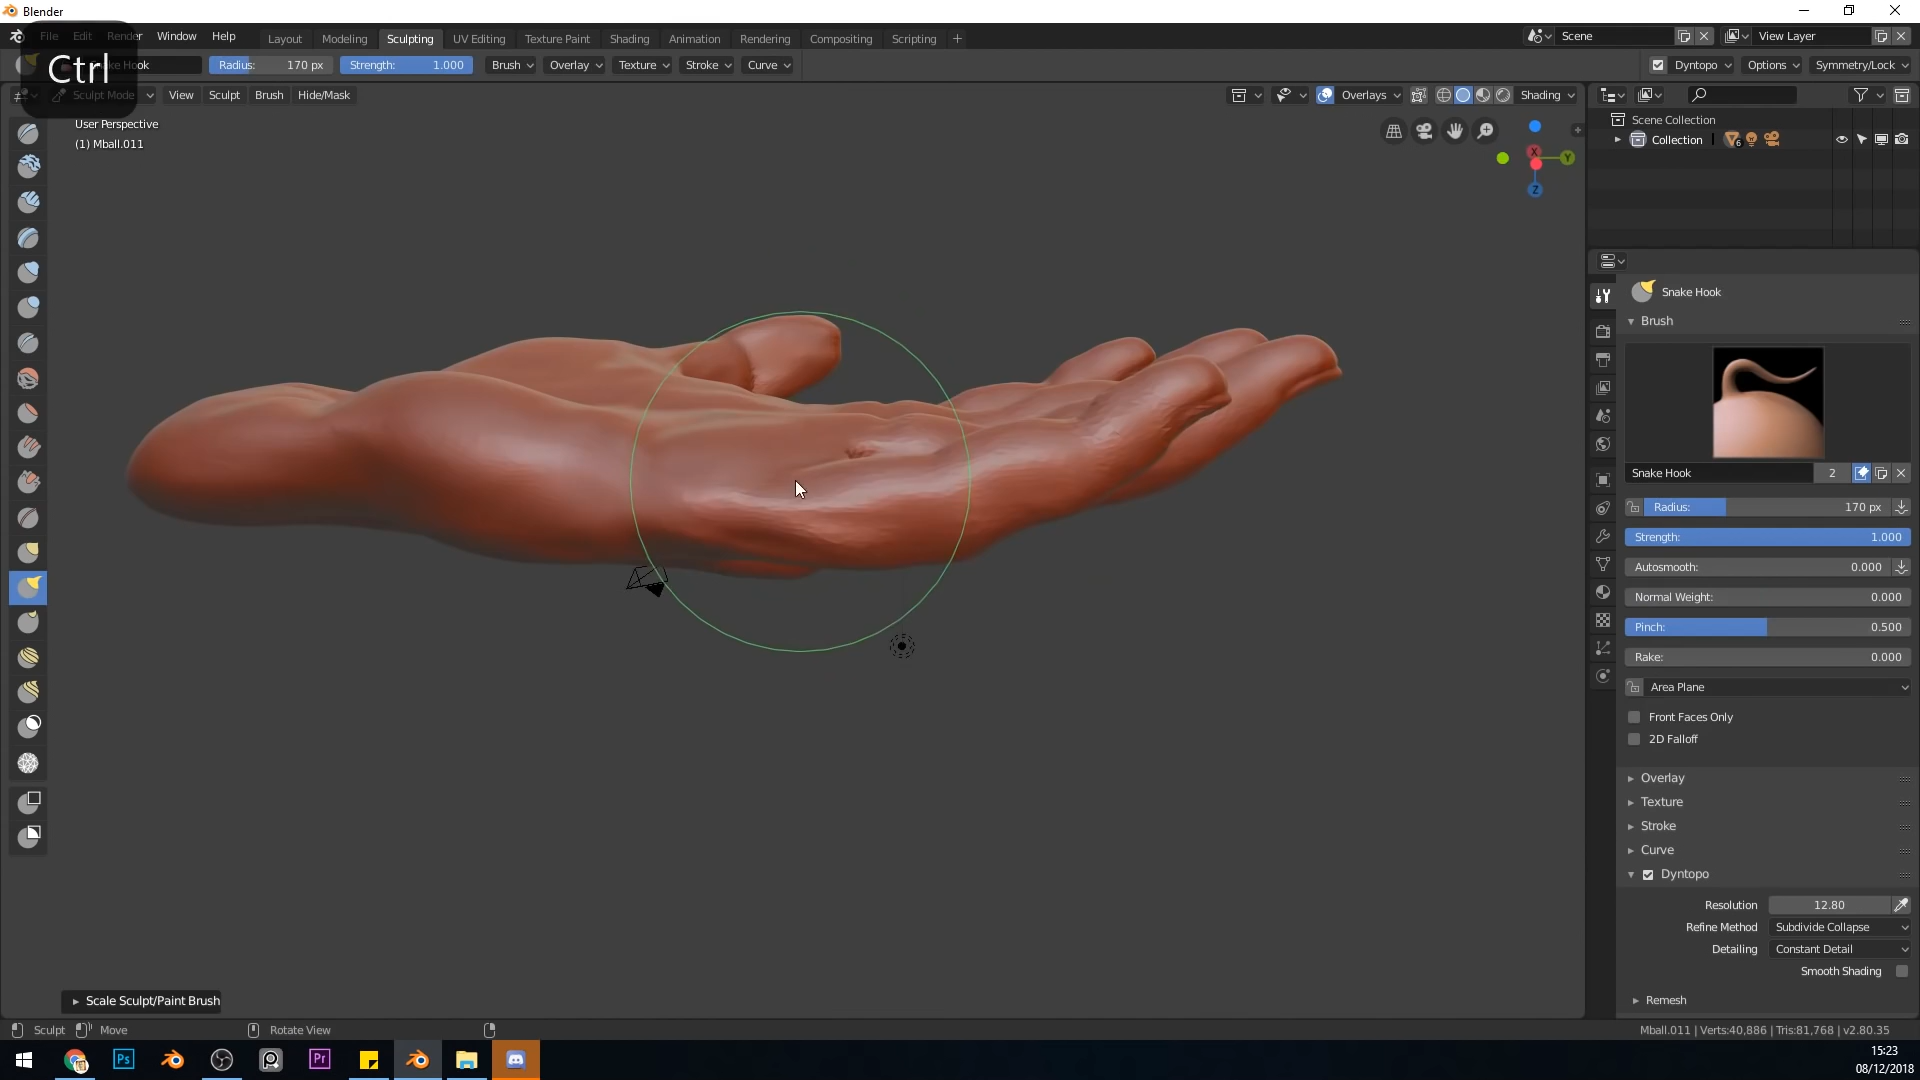 Blender
Ctrl
File Edit Render Window Help
Layout Modeling Sculpting UV Editing Texture Paint Shading Animation Rendering Compositing Scripting +
Scene
View Layer
Hook
Radius: 170 px
Strength: 1.000
Brush Overlay Texture Stroke Curve
Dyntopo Options Symmetry/Lock
Sculpt Mode View Sculpt Brush Hide/Mask
Overlays
Shading
User Perspective
(1) Mball.011
X
Y
Z
Scene Collection
Collection
6
Snake Hook
Brush
Snake Hook 2
Radius: 170 px
Strength: 1.000
Autosmooth: 0.000
Normal Weight: 0.000
Pinch: 0.500
Rake: 0.000
Area Plane
Front Faces Only
2D Falloff
Overlay
Texture
Stroke
Curve
Dyntopo
Resolution 12.80
Refine Method Subdivide Collapse
Detailing Constant Detail
Smooth Shading
Remesh
Scale Sculpt/Paint Brush
Sculpt Move Rotate View
Mball.011 | Verts:40,886 | Tris:81,768 | v2.80.35
Ps
Pr
15:23
08/12/2018